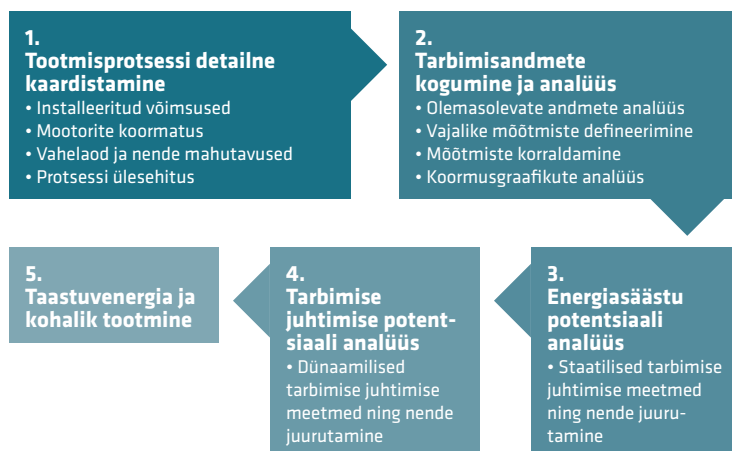 1.
Tootmisprotsessi detailne
kaardistamine
• Installeeritud võimsused
• Mootorite koormatus
• Vahelaod ja nende mahutavused
• Protsessi ülesehitus
2.
Tarbimisandmete
kogumine ja analüüs
• Olemasolevate andmete analüüs
• Vajalike mõõtmiste defineerimine
• Mõõtmiste korraldamine
• Koormusgraafikute analüüs
3.
Energiasäästu
potentsiaali
analüüs
• Staatilised tarbimise
juhtimise meetmed
ning nende juuru-
tamine
4.
Tarbimise
juhtimise potent-
siaali analüüs
• Dünaamilised
tarbimise juhtimise
meetmed ning nende
juurutamine
5.
Taastuvenergia ja
kohalik tootmine